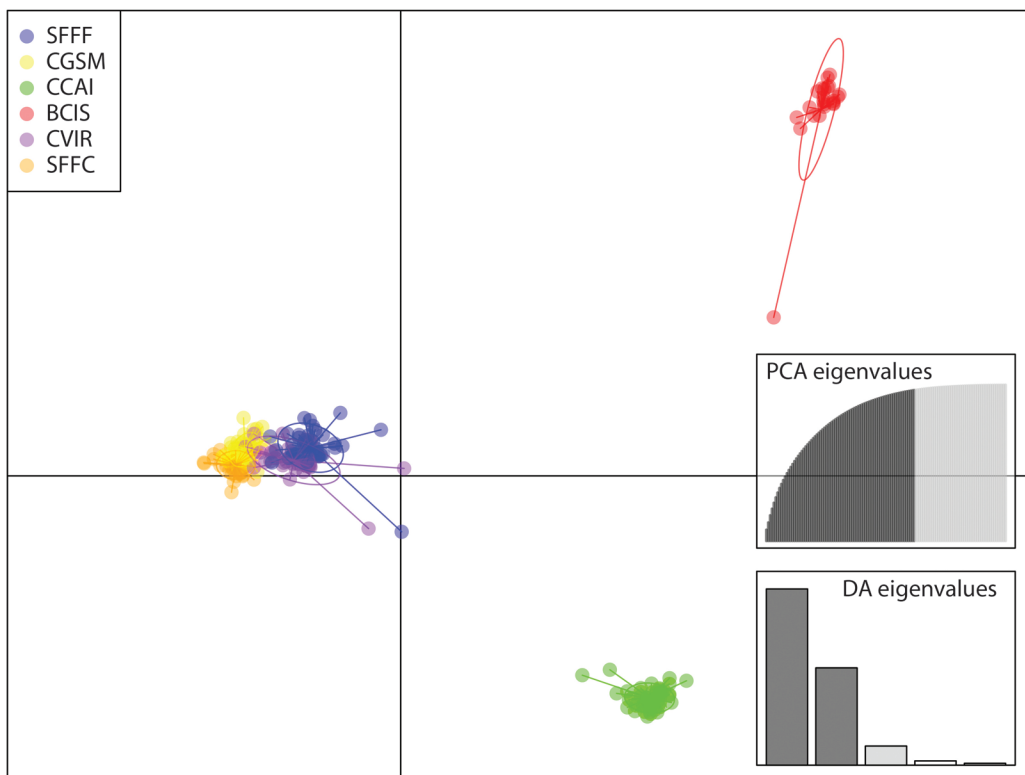 SFFF
CGSM
CCAI
BCIS
CVIR
SFFC
PCA eigenvalues
DA eigenvalues